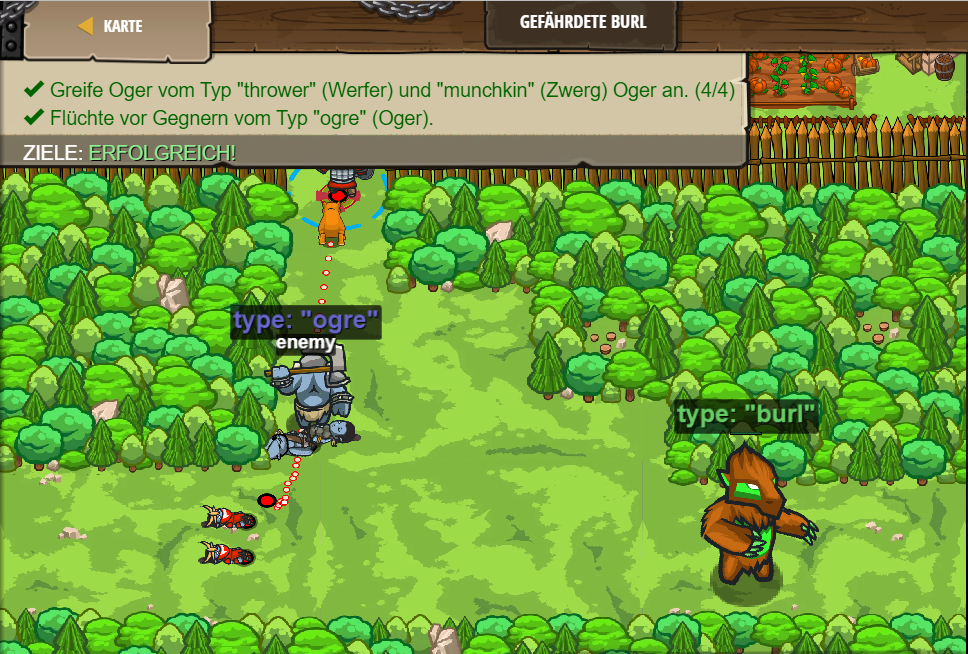 KARTE
GEFÄHRDETE BURL
Greife Oger vom Typ "thrower" (Werfer) und "munchkin" (Zwerg) Oger an. (4/4)
Flüchte vor Gegnern vom Typ "ogre" (Oger).
ZIELE: ERFOLGREICH!
type: "ogre"
enemy
type: "burl"